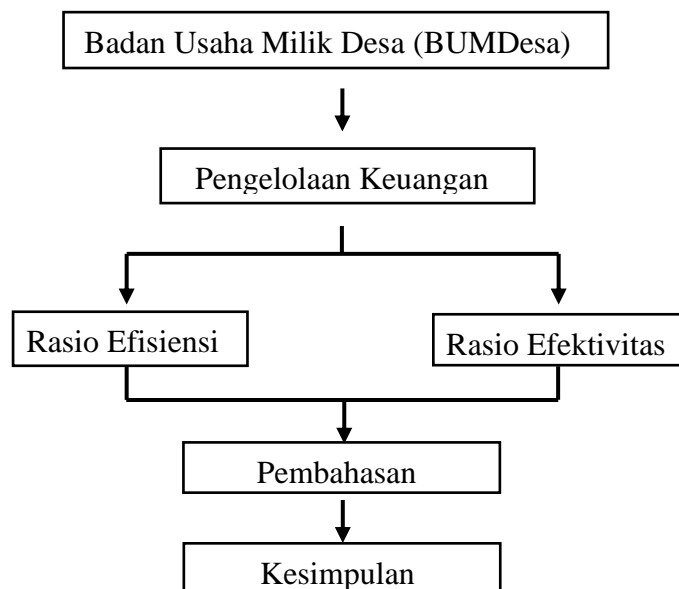 Badan Usaha Milik Desa (BUMDesa)
Pengelolaan Keuangan
Rasio Efisiensi
Rasio Efektivitas
Pembahasan
Kesimpulan